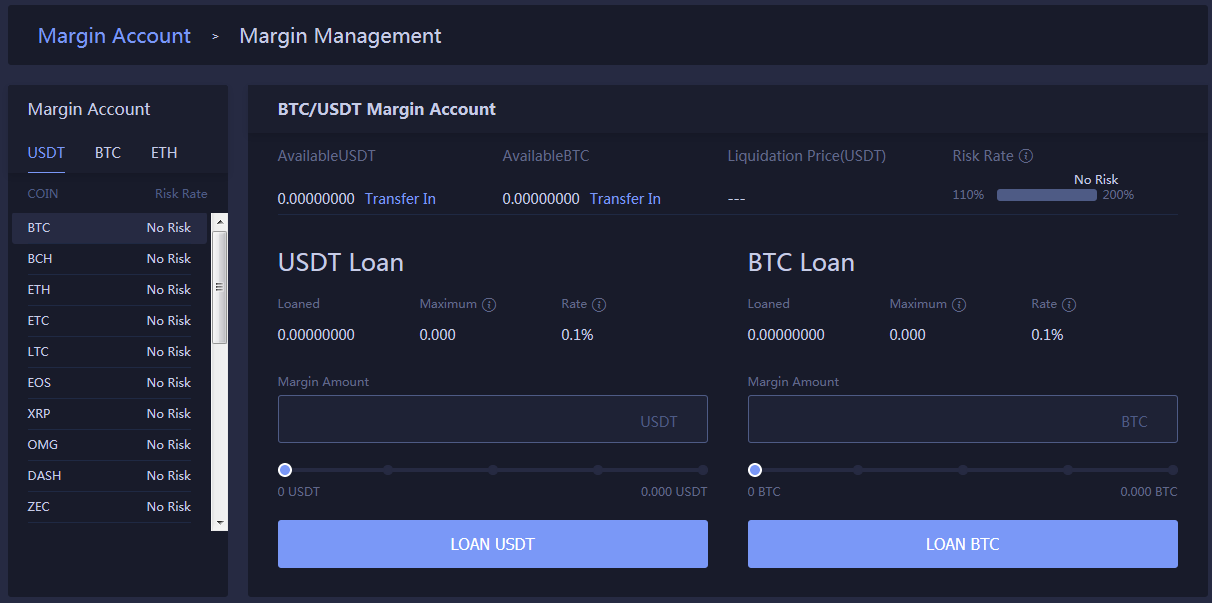 Margin Account > Margin Management
Margin Account
USDT BTC ETH
COIN Risk Rate
BTC No Risk
BCH No Risk
ETH No Risk
ETC No Risk
LTC No Risk
EOS No Risk
XRP No Risk
OMG No Risk
DASH No Risk
ZEC No Risk
BTC/USDT Margin Account
AvailableUSDT AvailableBTC Liquidation Price(USDT) Risk Rate
No Risk
0.00000000 Transfer In 0.00000000 Transfer In --- 110% 200%
USDT Loan
Loaned Maximum Rate
0.00000000 0.000 0.1%
Margin Amount
USDT
0 USDT 0.000 USDT
LOAN USDT
BTC Loan
Loaned Maximum Rate
0.00000000 0.000 0.1%
Margin Amount
BTC
0 BTC 0.000 BTC
LOAN BTC